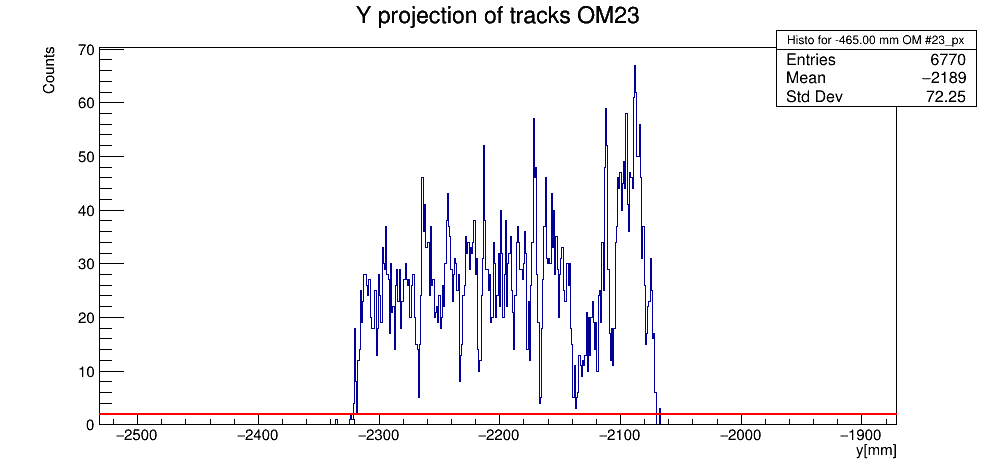 Y projection of tracks OM23
Histo for -465.00 mm OM #23_px
Entries 6770
Mean −2189
Std Dev 72.25
Counts
70
60
50
40
30
20
10
0
−2500 −2400 −2300 −2200 −2100 −2000 −1900
y[mm]